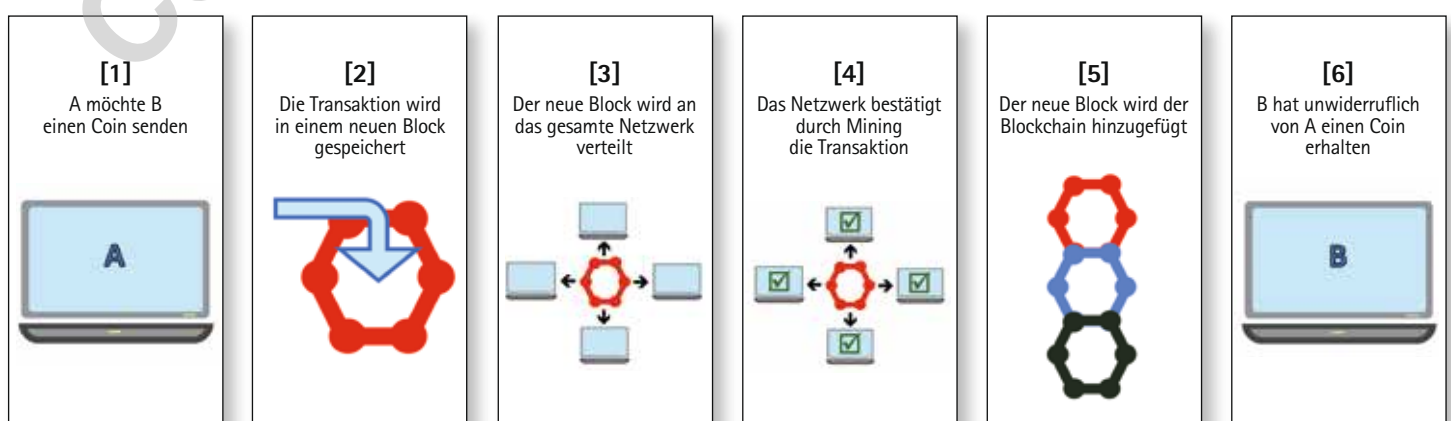 [1]
A möchte B
einen Coin senden
A
[2]
Die Transaktion wird
in einem neuen Block
gespeichert
[3]
Der neue Block wird an
das gesamte Netzwerk
verteilt
[4]
Das Netzwerk bestätigt
durch Mining
die Transaktion
[5]
Der neue Block wird der
Blockchain hinzugefügt
[6]
B hat unwiderruflich
von A einen Coin
erhalten
B